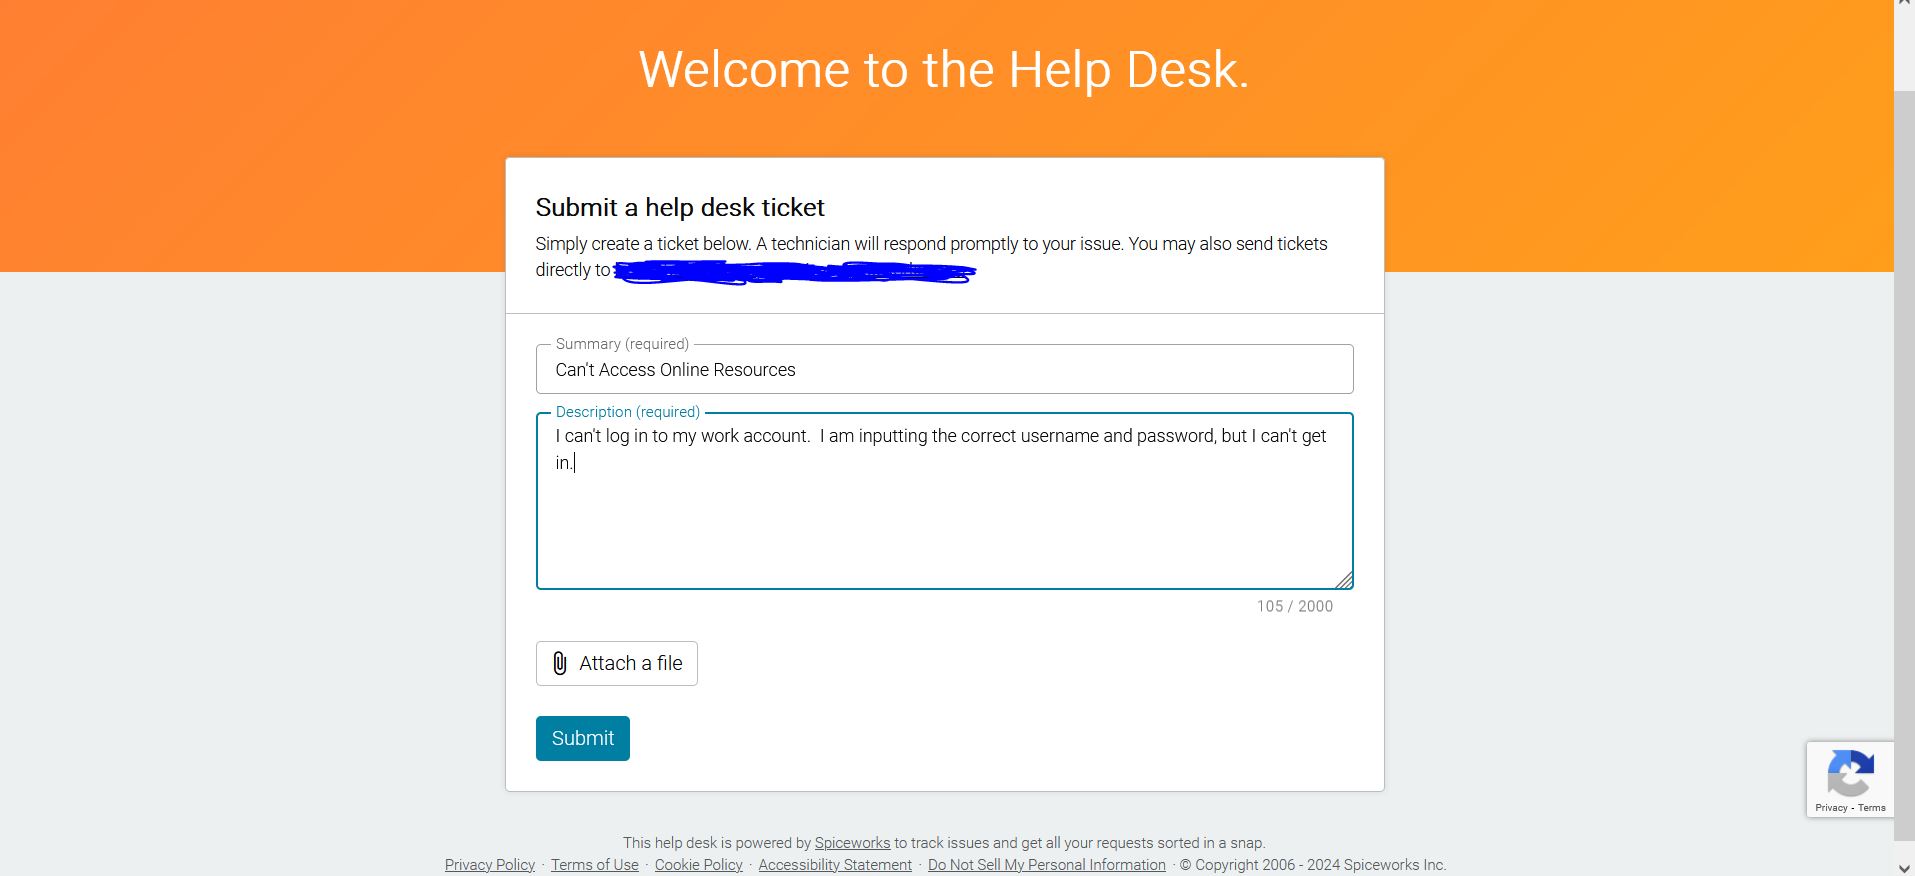 Welcome to the Help Desk.
Submit a help desk ticket
Simply create a ticket below. A technician will respond promptly to your issue. You may also send tickets
directly to
Summary (required)
Can't Access Online Resources
Description (required)
I can't log in to my work account.  I am inputting the correct username and password, but I can't get
in.
105 / 2000
Attach a file
Submit
Privacy - Terms
This help desk is powered by Spiceworks to track issues and get all your requests sorted in a snap.
Privacy Policy · Terms of Use · Cookie Policy · Accessibility Statement · Do Not Sell My Personal Information · © Copyright 2006 - 2024 Spiceworks Inc.